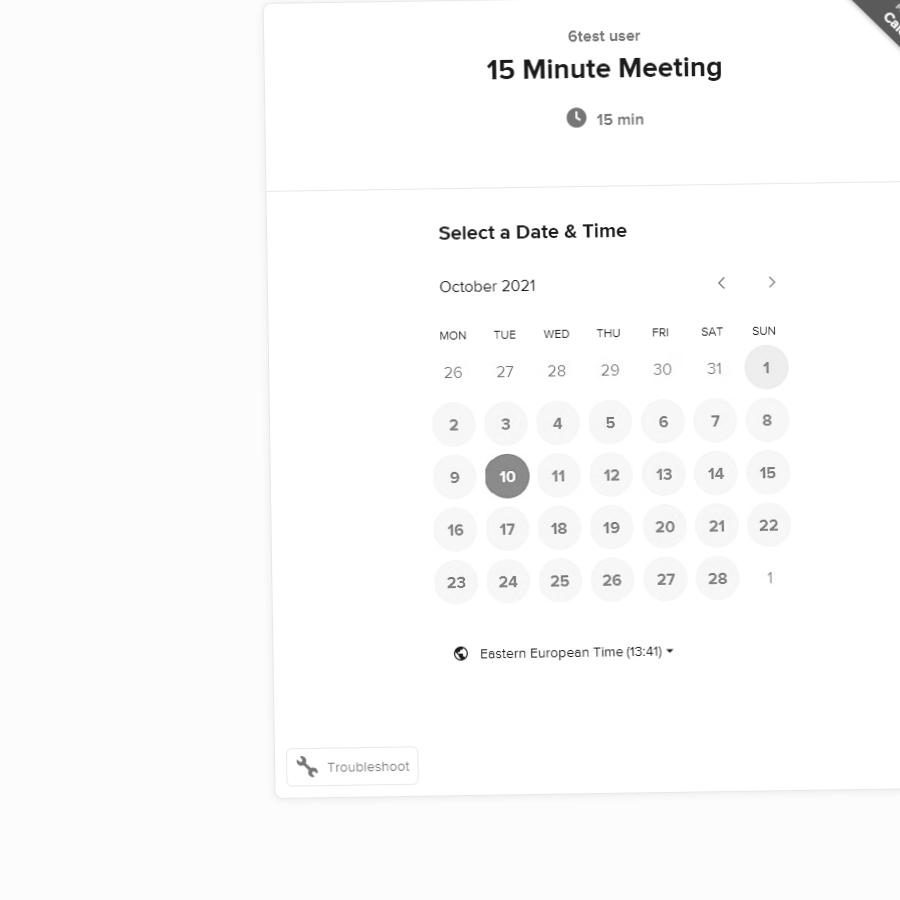 6test user
15 Minute Meeting
15 min
Select a Date & Time
October 2021
MON TUE WED THU FRI SAT SUN
26 27 28 29 30 31 1
2 3 4 5 6 7 8
9 10 11 12 13 14 15
16 17 18 19 20 21 22
23 24 25 26 27 28 1
Eastern European Time (13:41)
Troubleshoot